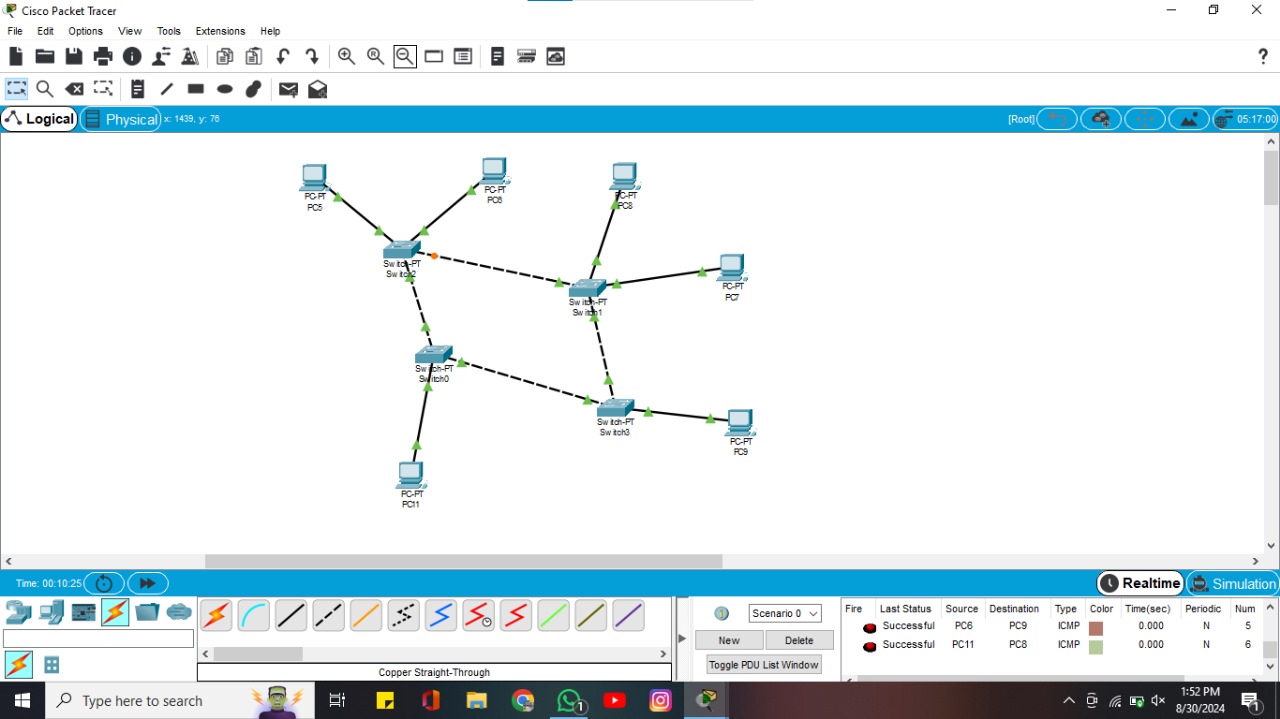 Cisco Packet Tracer
File Edit Options View Tools Extensions Help
?
Logical Physical x: 1439, y: 76 [Root] 05:17:00
PC-PT
PC5
PC-PT
PC6
PC-PT
PC8
Switch-PT
Switch2
PC-PT
PC7
Switch-PT
Switch1
Switch-PT
Switch0
Switch-PT
Switch3
PC-PT
PC9
PC-PT
PC11
Time: 00:10:25 Realtime Simulation
Scenario 0
New Delete
Toggle PDU List Window
Copper Straight-Through
Fire Last Status Source Destination Type Color Time(sec) Periodic Num
Successful PC6 PC9 ICMP 0.000 N 5
Successful PC11 PC8 ICMP 0.000 N 6
Type here to search
1
1:52 PM
8/30/2024
1